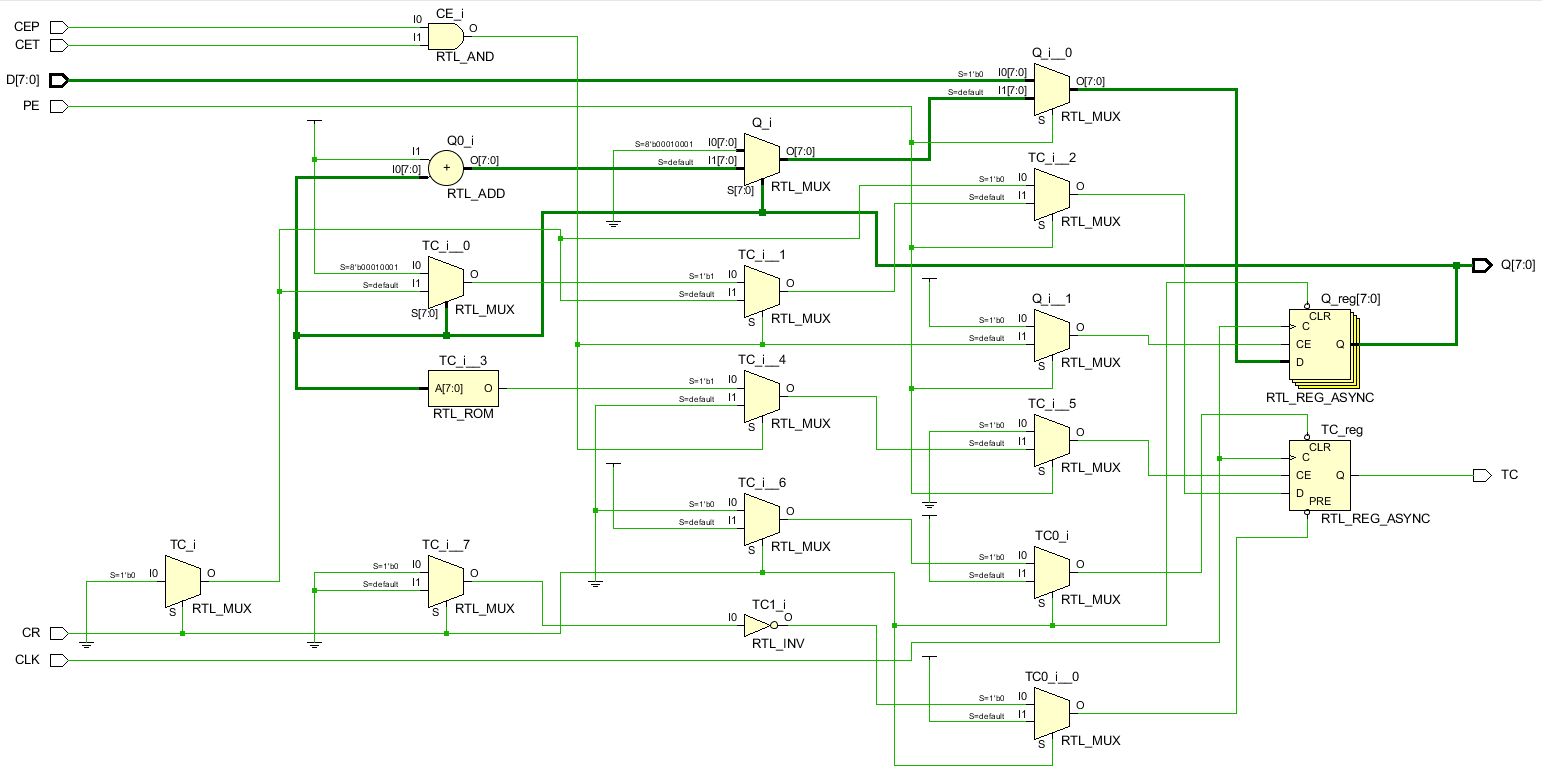 CEP
CET
D[7:0]
PE
CE_i
I0
I1
O
RTL_AND
Q_i__0
S=1'b0
I0[7:0]
S=default
I1[7:0]
O[7:0]
S
RTL_MUX
Q0_i
I1
I0[7:0]
+
O[7:0]
RTL_ADD
Q_i
S=8'b00010001
I0[7:0]
S=default
I1[7:0]
O[7:0]
S[7:0]
RTL_MUX
TC_i__2
S=1'b0
I0
S=default
I1
O
S
RTL_MUX
TC_i__0
S=8'b00010001
I0
S=default
I1
O
S[7:0]
RTL_MUX
TC_i__1
S=1'b1
I0
S=default
I1
O
S
RTL_MUX
Q[7:0]
Q_i__1
S=1'b0
I0
S=default
I1
O
S
RTL_MUX
Q_reg[7:0]
CLR
C
CE
Q
D
RTL_REG_ASYNC
TC_i__3
A[7:0]
O
RTL_ROM
TC_i__4
S=1'b1
I0
S=default
I1
O
S
RTL_MUX
TC_i__5
S=1'b0
I0
S=default
I1
O
S
RTL_MUX
TC_reg
CLR
C
CE
Q
D
PRE
RTL_REG_ASYNC
TC
TC_i__6
S=1'b0
I0
S=default
I1
O
S
RTL_MUX
TC_i
S=1'b0
I0
O
S
RTL_MUX
TC_i__7
S=1'b0
I0
S=default
I1
O
S
RTL_MUX
TC0_i
S=1'b0
I0
S=default
I1
O
S
RTL_MUX
TC1_i
I0
O
RTL_INV
CR
CLK
TC0_i__0
S=1'b0
I0
S=default
I1
O
S
RTL_MUX